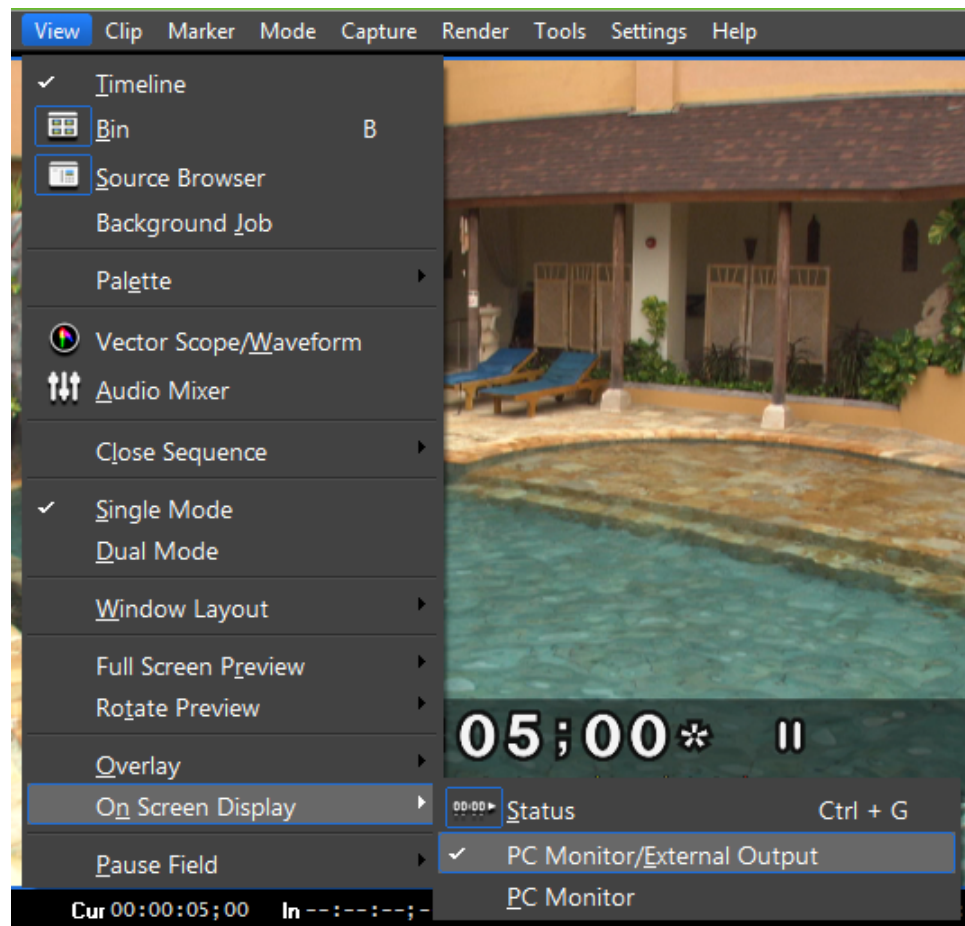 View Clip Marker Mode Capture Render Tools Settings Help
Timeline
Bin B
Source Browser
Background Job
Palette
Vector Scope/Waveform
Audio Mixer
Close Sequence
Single Mode
Dual Mode
Window Layout
Full Screen Preview
Rotate Preview
05;00*
Overlay
On Screen Display
00:00 Status Ctrl + G
PC Monitor/External Output
Pause Field
PC Monitor
Cur 00:00:05;00 In --:--:--;-